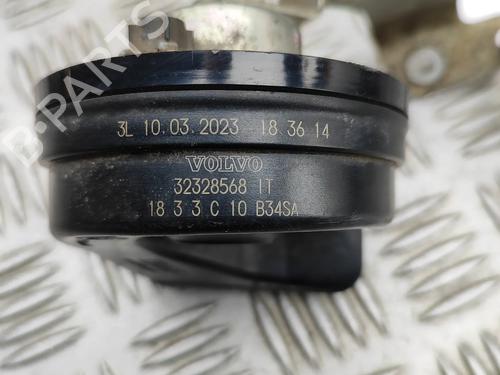 3L 10.03.2023 18 36 14
VOLVO
32328568 IT
18 3 3 C 10 B34SA
B-PARTS